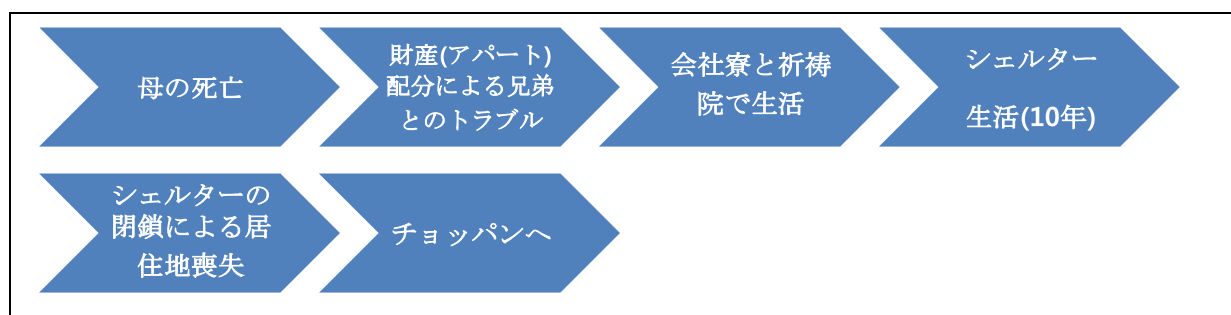 母の死亡
財産(アパート)
配分による兄弟
とのトラブル
会社寮と祈祷
院で生活
シェルター
生活(10年)
シェルターの
閉鎖による居
住地喪失
チョッパンへ